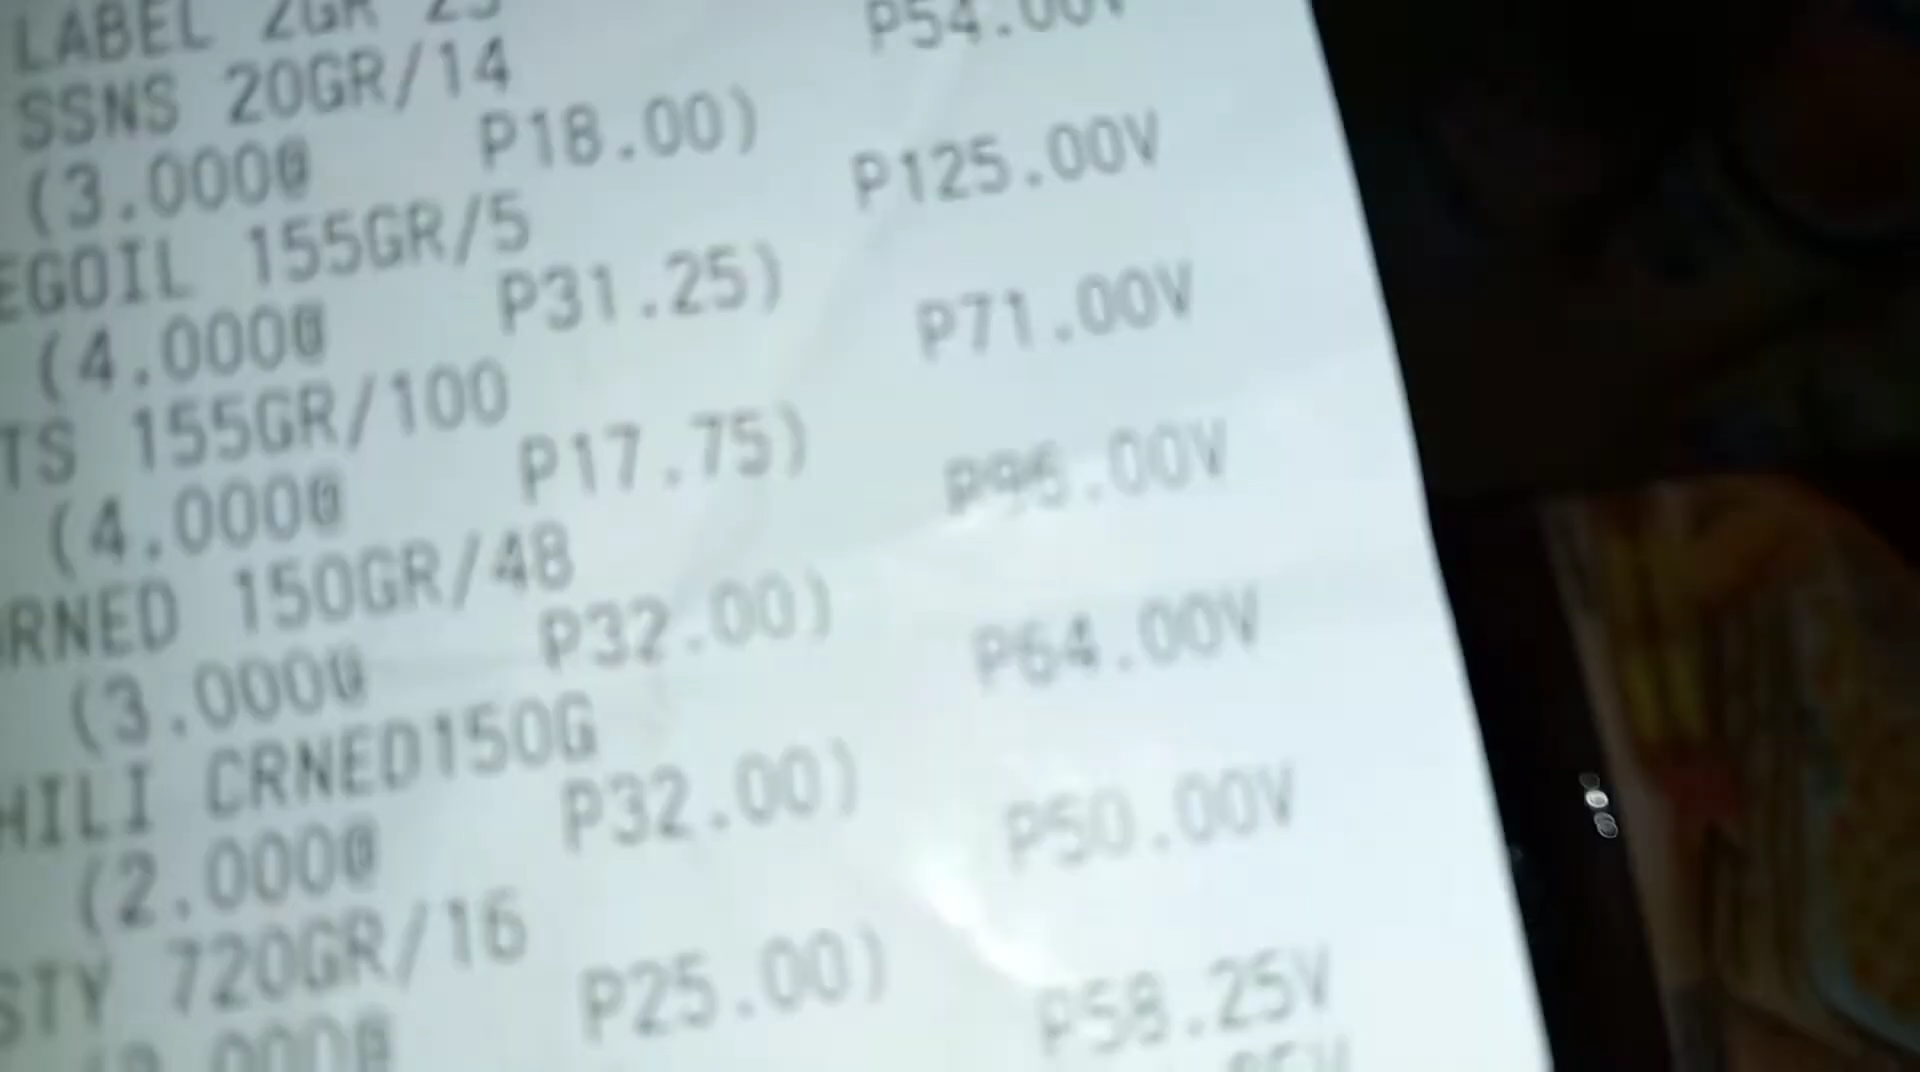 LABEL 2GR 25
P54.00V
SSNS 20GR/14
(3.0000@ P18.00)
P125.00V
EGOIL 155GR/5
(4.0000@ P31.25)
P71.00V
TS 155GR/100
(4.0000@ P17.75)
P96.00V
RNED 150GR/48
(3.0000@ P32.00)
P64.00V
HILI CRNED150G
(2.0000@ P32.00)
P50.00V
STY 720GR/16
P25.00)
P58.25V